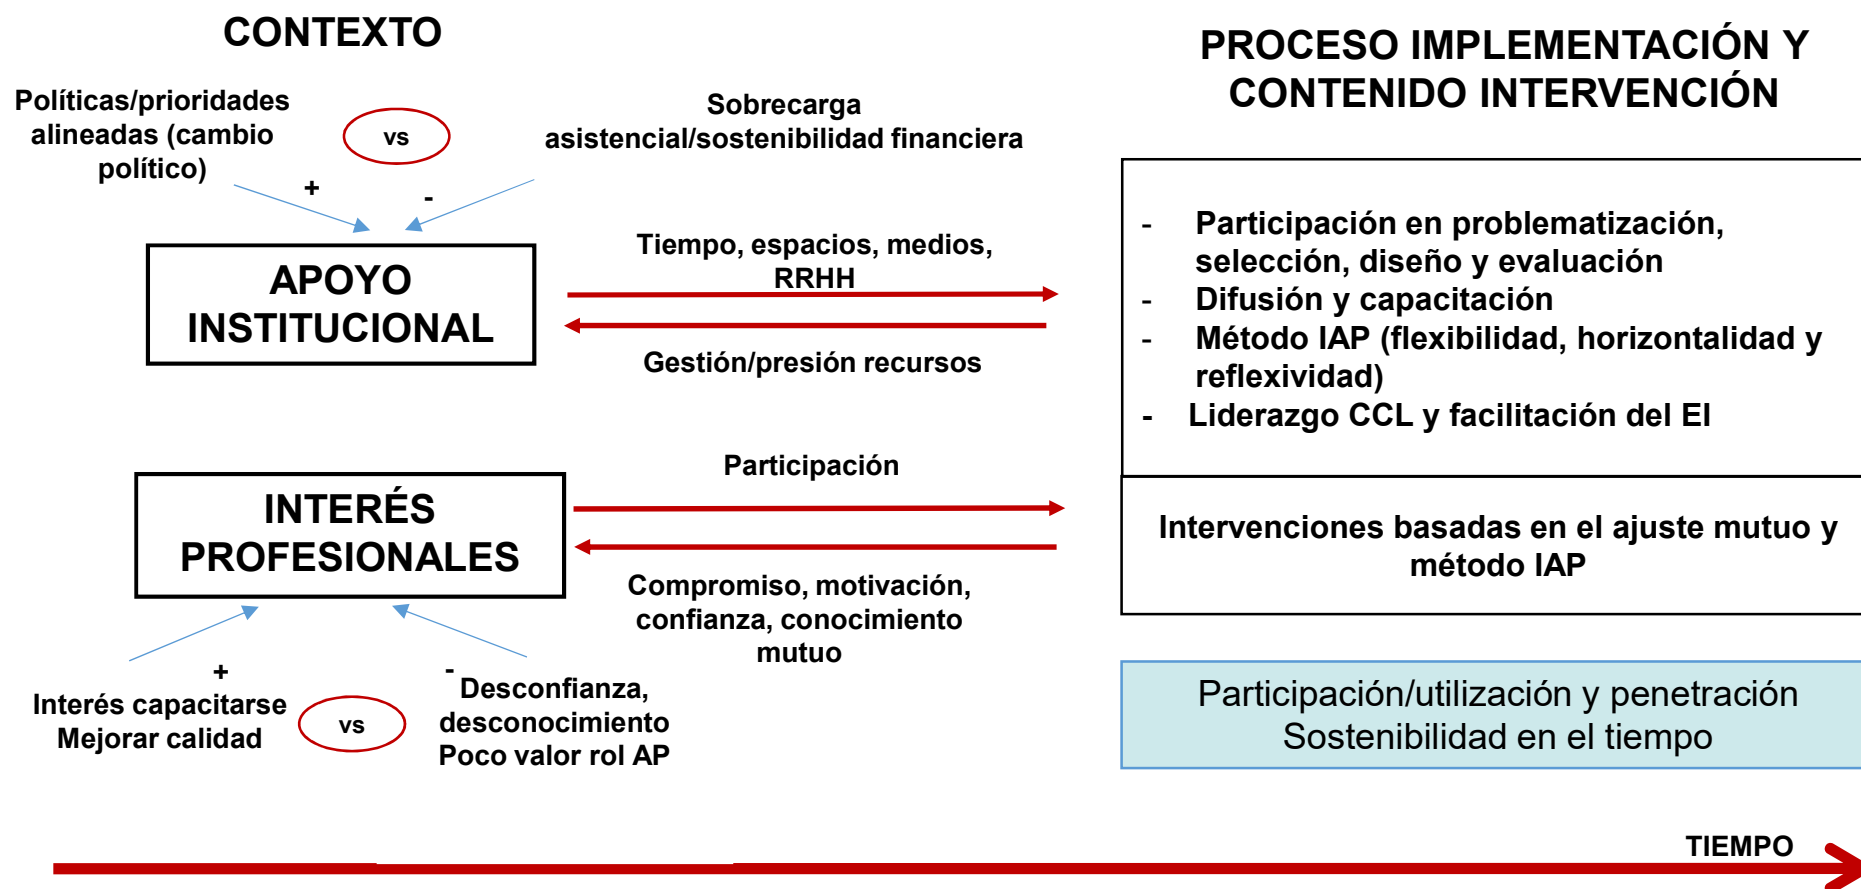 CONTEXTO
Políticas/prioridades
alineadas (cambio
político)
vs
Sobrecarga
asistencial/sostenibilidad financiera
+
-
APOYO
INSTITUCIONAL
Tiempo, espacios, medios,
RRHH
Gestión/presión recursos
INTERÉS
PROFESIONALES
Participación
Compromiso, motivación,
confianza, conocimiento
mutuo
+
Interés capacitarse
Mejorar calidad
vs
-
Desconfianza,
desconocimiento
Poco valor rol AP
PROCESO IMPLEMENTACIÓN Y
CONTENIDO INTERVENCIÓN
- Participación en problematización,
selección, diseño y evaluación
- Difusión y capacitación
- Método IAP (flexibilidad, horizontalidad y
reflexividad)
- Liderazgo CCL y facilitación del EI
Intervenciones basadas en el ajuste mutuo y
método IAP
Participación/utilización y penetración
Sostenibilidad en el tiempo
TIEMPO